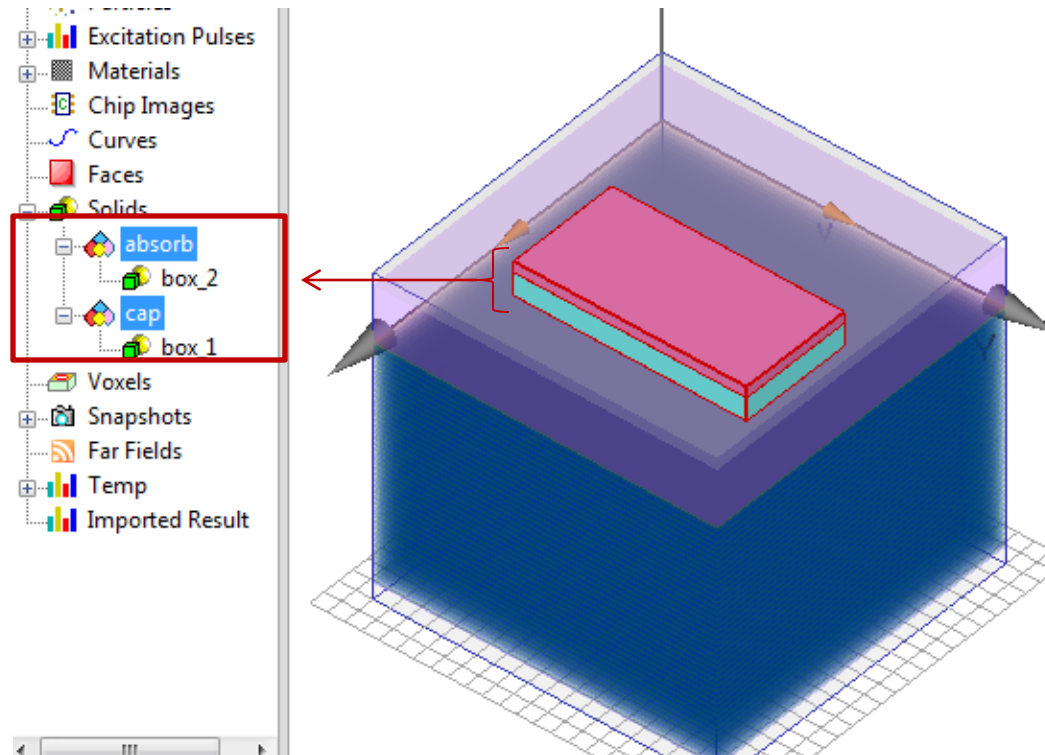 Excitation Pulses
Materials
Chip Images
Curves
Faces
Solids
absorb
box_2
cap
box_1
Voxels
Snapshots
Far Fields
Temp
Imported Result
Y